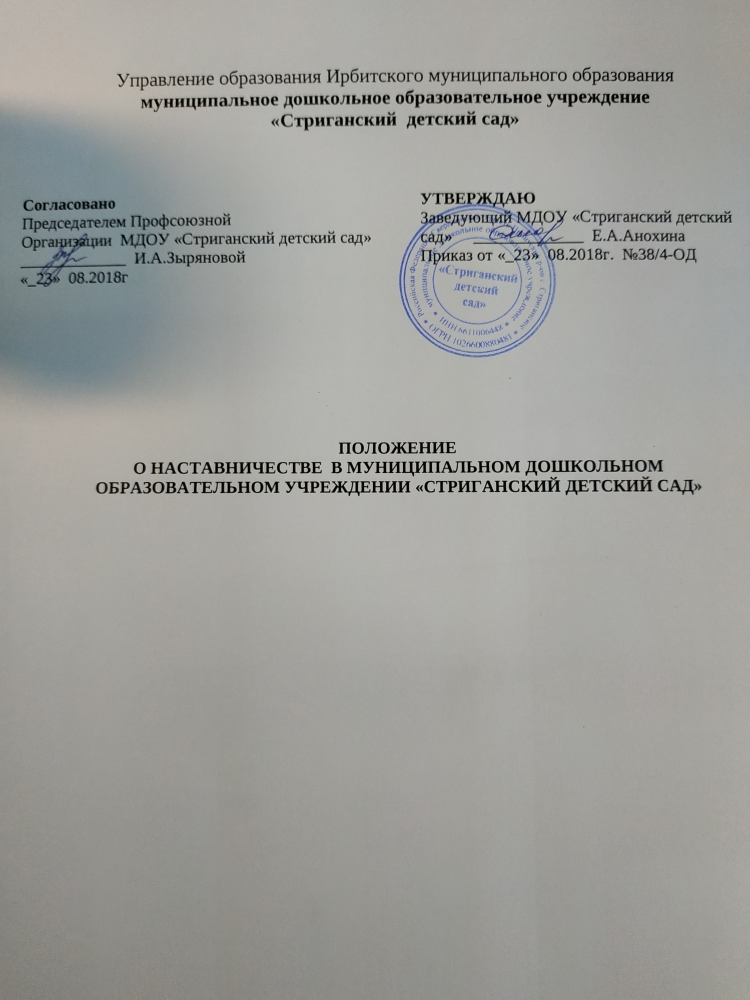 Управление образования Ирбитского муниципального образования
муниципальное дошкольное образовательное учреждение
«Стриганский детский сад»
Согласовано
Председателем Профсоюзной
Организации МДОУ «Стриганский детский сад»
____________ И.А.Зыряновой
«_23» 08.2018г
УТВЕРЖДАЮ
Заведующий МДОУ «Стриганский детский
сад» ____________ Е.А.Анохина
Приказ от «_23» 08.2018г. №38/4-ОД
«Стриганский
детский
сад»
ПОЛОЖЕНИЕ
О НАСТАВНИЧЕСТВЕ В МУНИЦИПАЛЬНОМ ДОШКОЛЬНОМ
ОБРАЗОВАТЕЛЬНОМ УЧРЕЖДЕНИИ «СТРИГАНСКИЙ ДЕТСКИЙ САД»